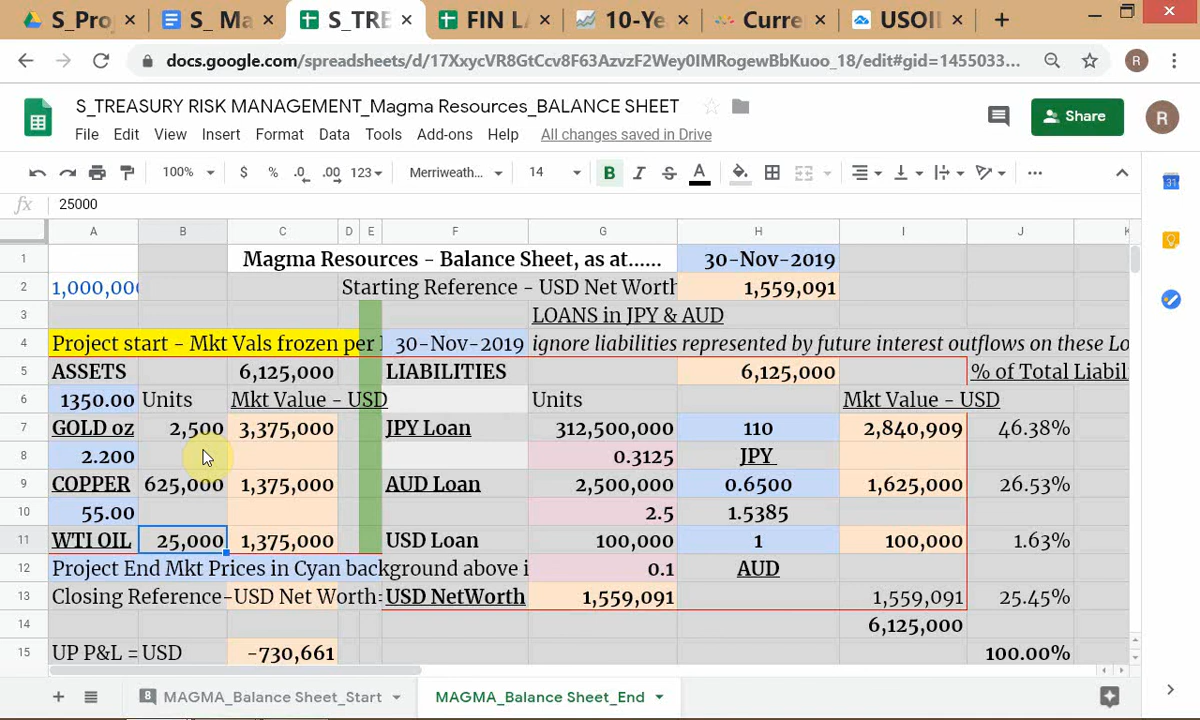 S_Proj
S_ Ma
S_TRE
FIN LA
10-Ye
Curre
USOIL
docs.google.com/spreadsheets/d/17XxycVR8GtCcv8F63AzvzF2Wey0IMRogewBbKuoo_18/edit#gid=1455033...
R
S_TREASURY RISK MANAGEMENT_Magma Resources_BALANCE SHEET
Share
R
File Edit View Insert Format Data Tools Add-ons Help All changes saved in Drive
100% $ % .0 .00 123 Merriweath... 14 B I S A
31
fx 25000
A B C D E F G H I J K
1 Magma Resources - Balance Sheet, as at...... 30-Nov-2019
2 1,000,000 Starting Reference - USD Net Worth 1,559,091
3 LOANS in JPY & AUD
4 Project start - Mkt Vals frozen per 30-Nov-2019 ignore liabilities represented by future interest outflows on these Lo
5 ASSETS 6,125,000 LIABILITIES 6,125,000 % of Total Liabil
6 1350.00 Units Mkt Value - USD Units Mkt Value - USD
7 GOLD oz 2,500 3,375,000 JPY Loan 312,500,000 110 2,840,909 46.38%
8 2.200 0.3125 JPY
9 COPPER 625,000 1,375,000 AUD Loan 2,500,000 0.6500 1,625,000 26.53%
10 55.00 2.5 1.5385
11 WTI OIL 25,000 1,375,000 USD Loan 100,000 1 100,000 1.63%
12 Project End Mkt Prices in Cyan background above i 0.1 AUD
13 Closing Reference-USD Net Worth= USD NetWorth 1,559,091 1,559,091 25.45%
14 6,125,000
15 UP P&L = USD -730,661 100.00%
8 MAGMA_Balance Sheet_Start MAGMA_Balance Sheet_End